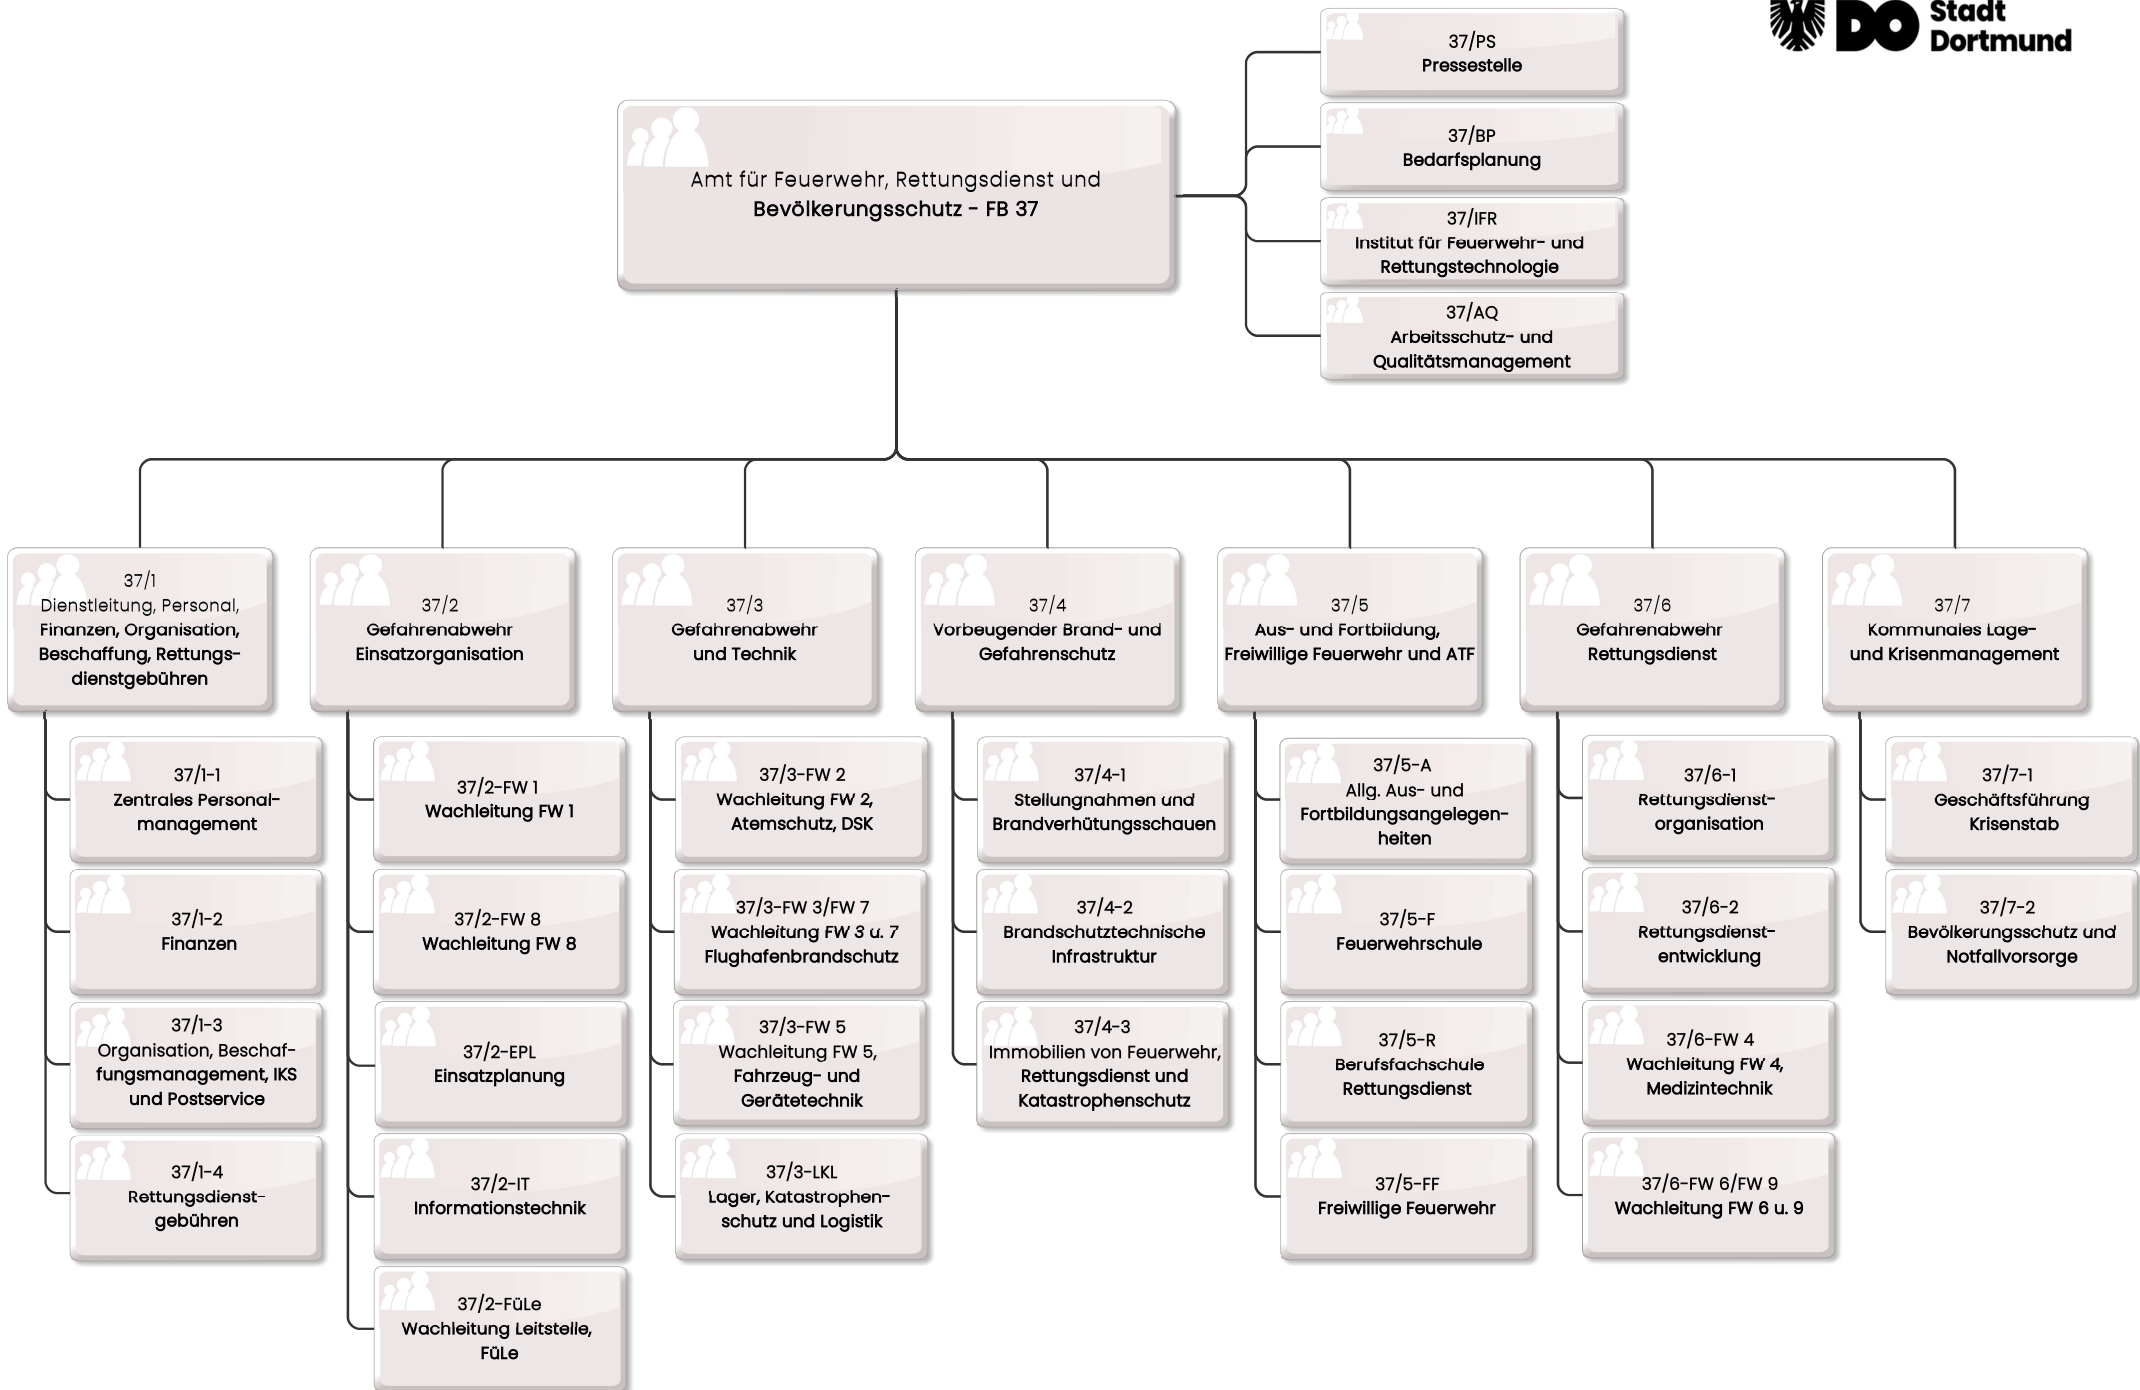 DO Stadt
Dortmund
37/PS
Pressestelle
37/BP
Bedarfsplanung
37/IFR
Institut für Feuerwehr- und
Rettungstechnologie
37/AQ
Arbeitsschutz- und
Qualitätsmanagement
Amt für Feuerwehr, Rettungsdienst und
Bevölkerungsschutz - FB 37
37/1
Dienstleitung, Personal,
Finanzen, Organisation,
Beschaffung, Rettungs-
dienstgebühren
37/1-1
Zentrales Personal-
management
37/1-2
Finanzen
37/1-3
Organisation, Beschaf-
fungsmanagement, IKS
und Postservice
37/1-4
Rettungsdienst-
gebühren
37/2
Gefahrenabwehr
Einsatzorganisation
37/2-FW 1
Wachleitung FW 1
37/2-FW 8
Wachleitung FW 8
37/2-EPL
Einsatzplanung
37/2-IT
Informationstechnik
37/2-FüLe
Wachleitung Leitstelle,
FüLe
37/3
Gefahrenabwehr
und Technik
37/3-FW 2
Wachleitung FW 2,
Atemschutz, DSK
37/3-FW 3/FW 7
Wachleitung FW 3 u. 7
Flughafenbrandschutz
37/3-FW 5
Wachleitung FW 5,
Fahrzeug- und
Gerätetechnik
37/3-LKL
Lager, Katastrophen-
schutz und Logistik
37/4
Vorbeugender Brand- und
Gefahrenschutz
37/4-1
Stellungnahmen und
Brandverhütungsschauen
37/4-2
Brandschutztechnische
Infrastruktur
37/4-3
Immobilien von Feuerwehr,
Rettungsdienst und
Katastrophenschutz
37/5
Aus- und Fortbildung,
Freiwillige Feuerwehr und ATF
37/5-A
Allg. Aus- und
Fortbildungsangelegen-
heiten
37/5-F
Feuerwehrschule
37/5-R
Berufsfachschule
Rettungsdienst
37/5-FF
Freiwillige Feuerwehr
37/6
Gefahrenabwehr
Rettungsdienst
37/6-1
Rettungsdienst-
organisation
37/6-2
Rettungsdienst-
entwicklung
37/6-FW 4
Wachleitung FW 4,
Medizintechnik
37/6-FW 6/FW 9
Wachleitung FW 6 u. 9
37/7
Kommunales Lage-
und Krisenmanagement
37/7-1
Geschäftsführung
Krisenstab
37/7-2
Bevölkerungsschutz und
Notfallvorsorge